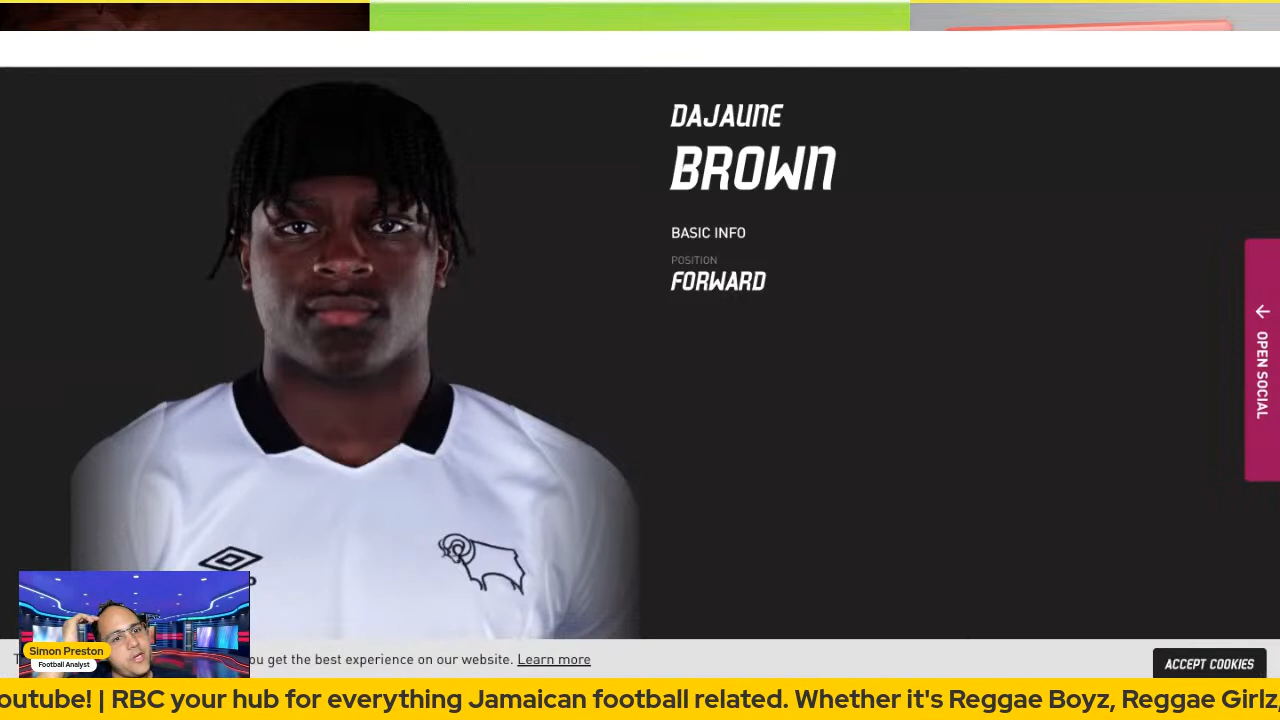 DAJAUNE
BROWN
BASIC INFO
POSITION
FORWARD
OPEN SOCIAL
Simon Preston
Football Analyst
you get the best experience on our website. Learn more
ACCEPT COOKIES
outube! | RBC your hub for everything Jamaican football related. Whether it's Reggae Boyz, Reggae Girlz,